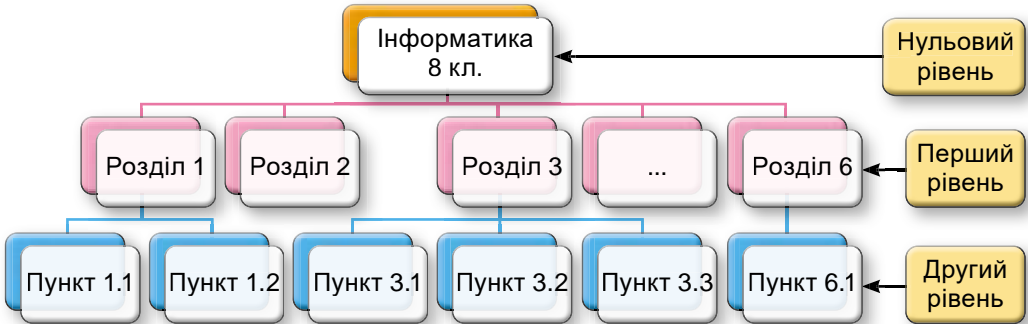 Інформатика
8 кл.
Нульовий
рівень
Розділ 1
Розділ 2
Розділ 3
...
Розділ 6
Перший
рівень
Пункт 1.1
Пункт 1.2
Пункт 3.1
Пункт 3.2
Пункт 3.3
Пункт 6.1
Другий
рівень